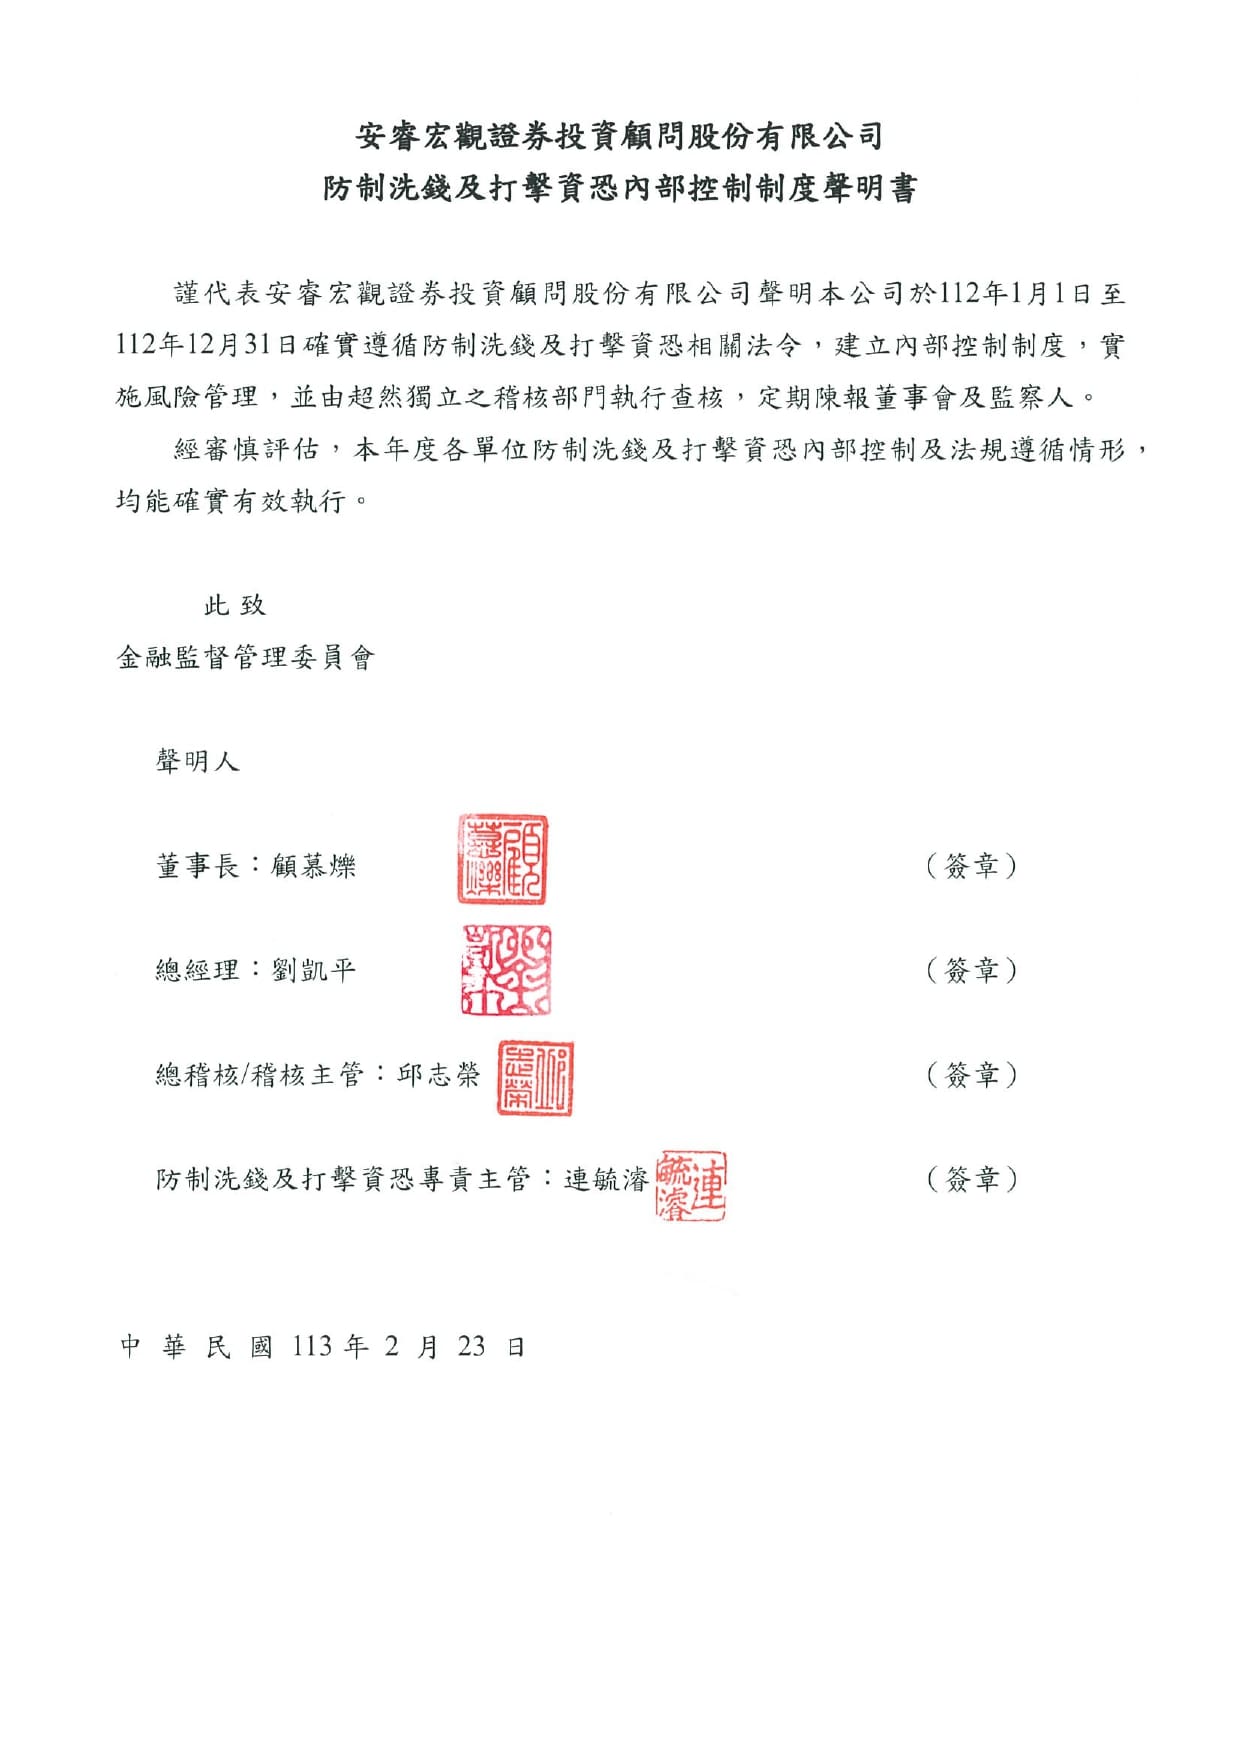 安睿宏觀證券投資顧問股份有限公司
防制洗錢及打擊資恐內部控制制度聲明書
謹代表安睿宏觀證券投資顧問股份有限公司聲明本公司於112年1月1日至
112年12月31日確實遵循防制洗錢及打擊資恐相關法令，建立內部控制制度，實
施風險管理，並由超然獨立之稽核部門執行查核，定期陳報董事會及監察人。
經審慎評估，本年度各單位防制洗錢及打擊資恐內部控制及法規遵循情形，
均能確實有效執行。
此致
金融監督管理委員會
聲明人
董事長：顧慕爍 顧慕爍 （簽章）
總經理：劉凱平 （簽章）
總稽核/稽核主管：邱志榮 邱志榮 （簽章）
防制洗錢及打擊資恐專責主管：連毓濬 連毓濬 （簽章）
中華民國 113 年 2 月 23 日